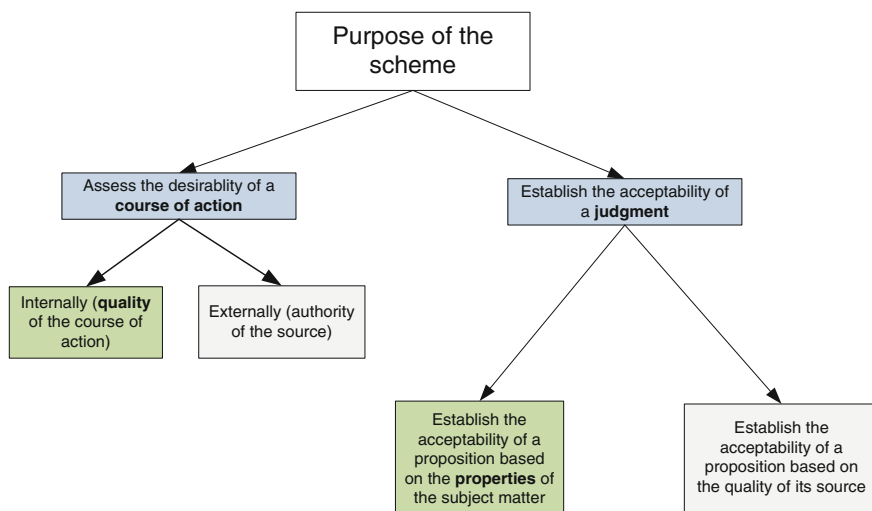 Purpose of the
scheme
Assess the desirablity of a
course of action
Establish the acceptability of
a judgment
Internally (quality
of the course of
action)
Externally (authority
of the source)
Establish the
acceptability of a
proposition based
on the properties of
the subject matter
Establish the
acceptability of a
proposition based on
the quality of its source